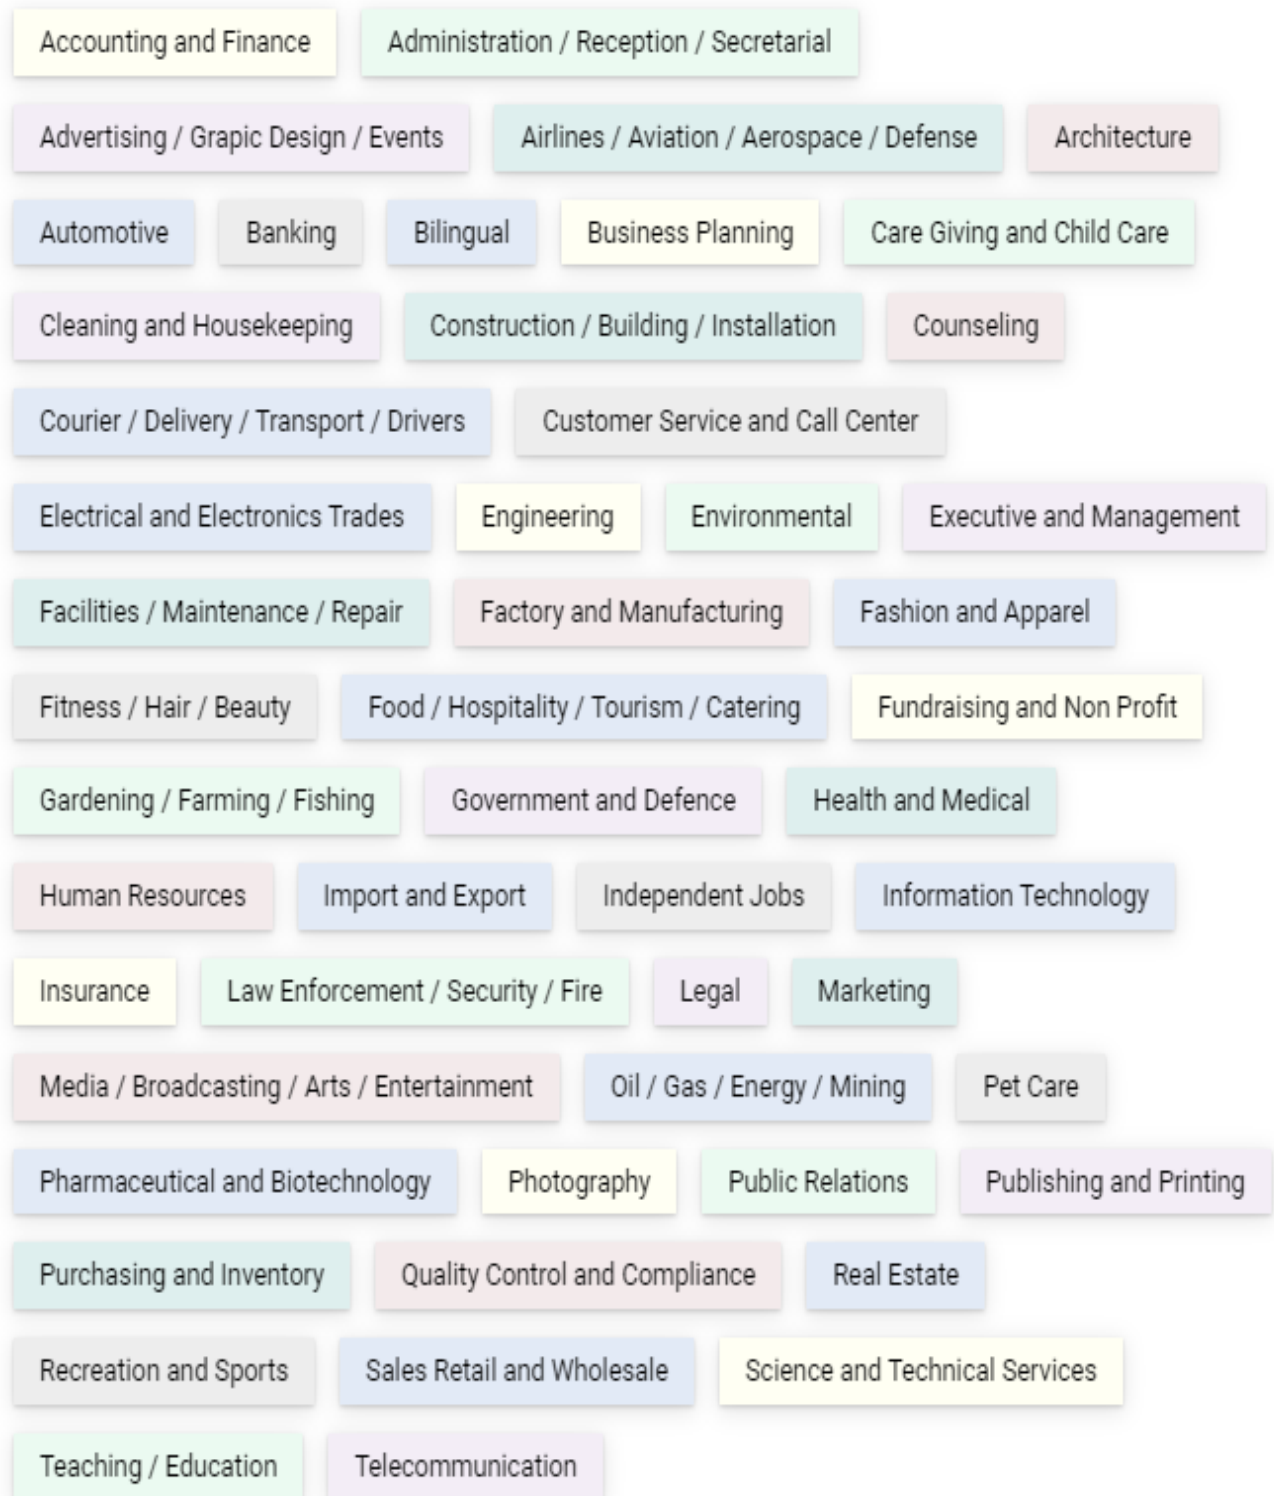 Accounting and Finance Administration / Reception / Secretarial
Advertising / Grapic Design / Events Airlines / Aviation / Aerospace / Defense Architecture
Automotive Banking Bilingual Business Planning Care Giving and Child Care
Cleaning and Housekeeping Construction / Building / Installation Counseling
Courier / Delivery / Transport / Drivers Customer Service and Call Center
Electrical and Electronics Trades Engineering Environmental Executive and Management
Facilities / Maintenance / Repair Factory and Manufacturing Fashion and Apparel
Fitness / Hair / Beauty Food / Hospitality / Tourism / Catering Fundraising and Non Profit
Gardening / Farming / Fishing Government and Defence Health and Medical
Human Resources Import and Export Independent Jobs Information Technology
Insurance Law Enforcement / Security / Fire Legal Marketing
Media / Broadcasting / Arts / Entertainment Oil / Gas / Energy / Mining Pet Care
Pharmaceutical and Biotechnology Photography Public Relations Publishing and Printing
Purchasing and Inventory Quality Control and Compliance Real Estate
Recreation and Sports Sales Retail and Wholesale Science and Technical Services
Teaching / Education Telecommunication